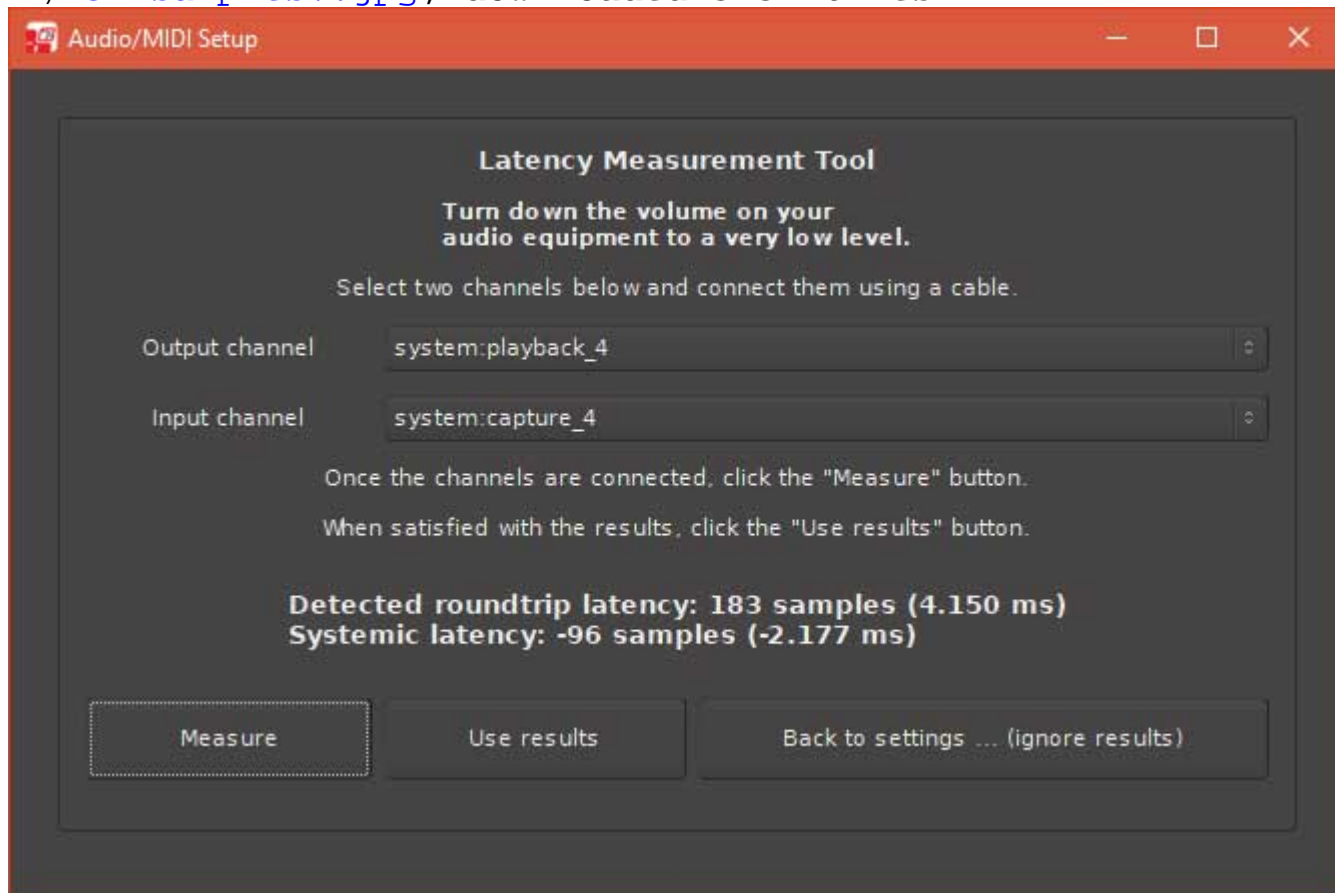 Audio/MIDI Setup
Latency Measurement Tool
Turn down the volume on your
audio equipment to a very low level.
Select two channels below and connect them using a cable.
Output channel system:playback_4
Input channel system:capture_4
Once the channels are connected, click the "Measure" button.
When satisfied with the results, click the "Use results" button.
Detected roundtrip latency: 183 samples (4.150 ms)
Systemic latency: -96 samples (-2.177 ms)
Measure Use results Back to settings ... (ignore results)